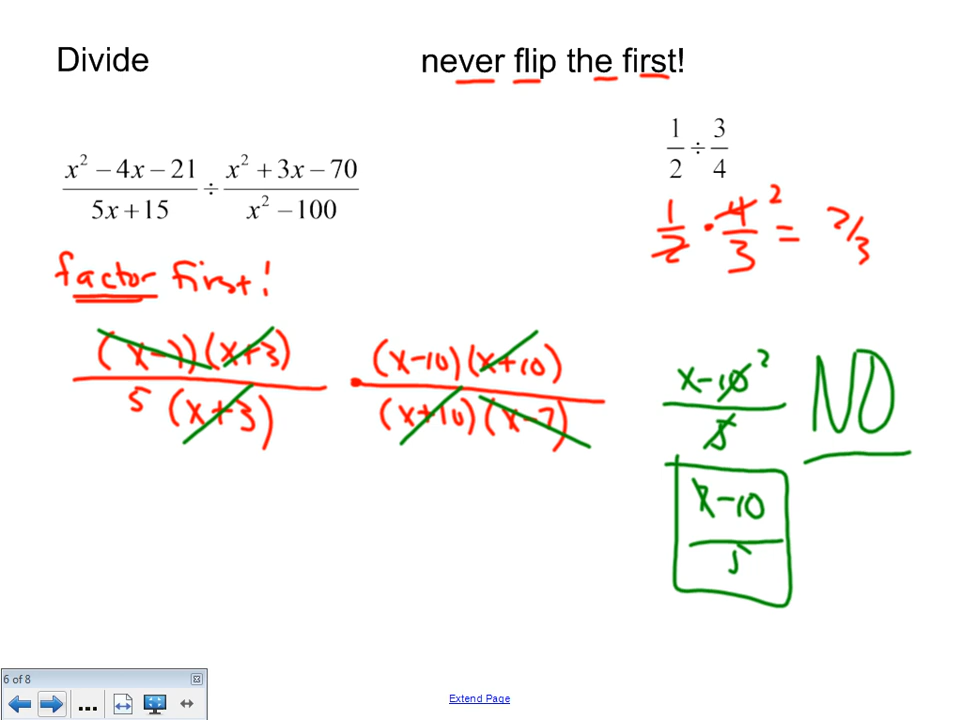 Divide
never flip the first!
x² – 4x – 21 / 5x + 15 ÷ x² + 3x – 70 / x² – 100
1/2 ÷ 3/4
1/2 · 4/3 2 = 2/3
factor first!
(x-7)(x+3) / 5(x+3) · (x-10)(x+10) / (x+10)(x-7)
x-10 2 / 5
NO
x-10 / 5
6 of 8
...
Extend Page